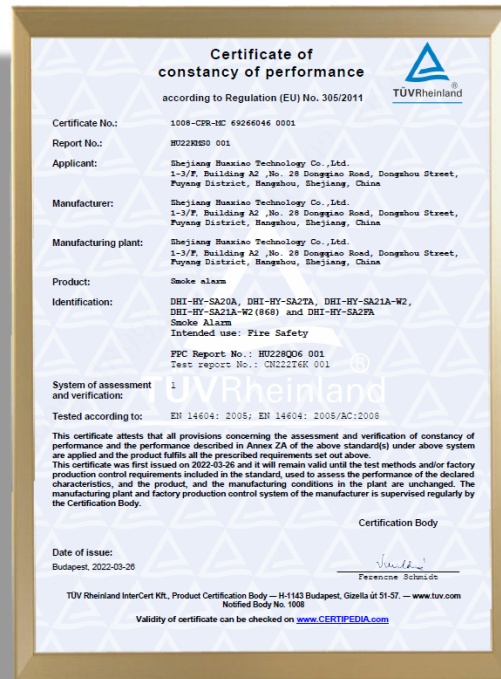 Certificate of
constancy of performance
according to Regulation (EU) No. 305/2011
TÜVRheinland®
Certificate No.: 1008-CPR-MC 69266046 0001
Report No.: HU22KMS0 001
Applicant: Zhejiang Huaxiao Technology Co.,Ltd.
1-3/F, Building A2 ,No. 28 Dongqiao Road, Dongzhou Street,
Fuyang District, Hangzhou, Zhejiang, China
Manufacturer: Zhejiang Huaxiao Technology Co.,Ltd.
1-3/F, Building A2 ,No. 28 Dongqiao Road, Dongzhou Street,
Fuyang District, Hangzhou, Zhejiang, China
Manufacturing plant: Zhejiang Huaxiao Technology Co.,Ltd.
1-3/F, Building A2 ,No. 28 Dongqiao Road, Dongzhou Street,
Fuyang District, Hangzhou, Zhejiang, China
Product: Smoke alarm
Identification: DHI-HY-SA20A, DHI-HY-SA2TA, DHI-HY-SA21A-W2,
DHI-HY-SA21A-W2(868) and DHI-HY-SA2FA
Smoke Alarm
Intended use: Fire Safety
FPC Report No.: HU228QO6 001
Test report No.: CN222T6K 001
System of assessment
and verification: 1
TÜVRheinland®
Tested according to: EN 14604: 2005; EN 14604: 2005/AC:2008
This certificate attests that all provisions concerning the assessment and verification of constancy of
performance and the performance described in Annex ZA of the above standard(s) under above system
are applied and the product fulfils all the prescribed requirements set out above.
This certificate was first issued on 2022-03-26 and it will remain valid until the test methods and/or factory
production control requirements included in the standard, used to assess the performance of the declared
characteristics, and the product, and the manufacturing conditions in the plant are unchanged. The
manufacturing plant and factory production control system of the manufacturer is supervised regularly by
the Certification Body.
Certification Body
Date of issue:
Budapest, 2022-03-26
Ferencne Schmidt
TÜV Rheinland InterCert Kft., Product Certification Body — H-1143 Budapest, Gizella út 51-57. — www.tuv.com
Notified Body No. 1008
Validity of certificate can be checked on www.CERTIPEDIA.com